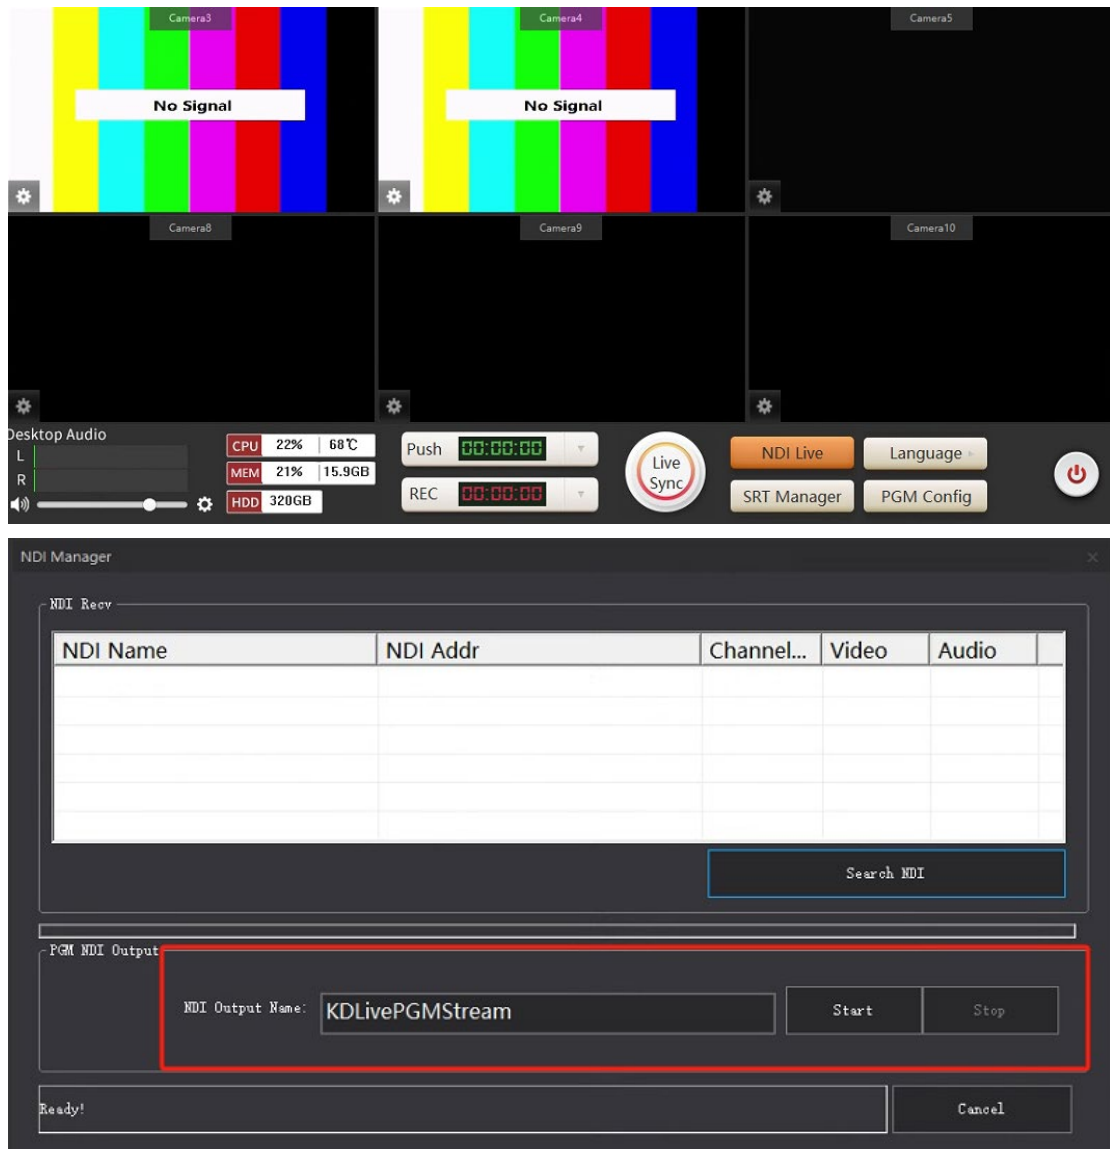 Camera3 Camera4 Camera5
No Signal No Signal
Camera8 Camera9 Camera10
Desktop Audio
L
R
CPU 22% 68℃
MEM 21% 15.9GB
HDD 320GB
Push 00:00:00
REC 00:00:00
Live
Sync
NDI Live Language
SRT Manager PGM Config
NDI Manager
NDI Recv
NDI Name NDI Addr Channel... Video Audio
Search NDI
PGM NDI Output
NDI Output Name: KDLivePGMStream Start Stop
Ready! Cancel